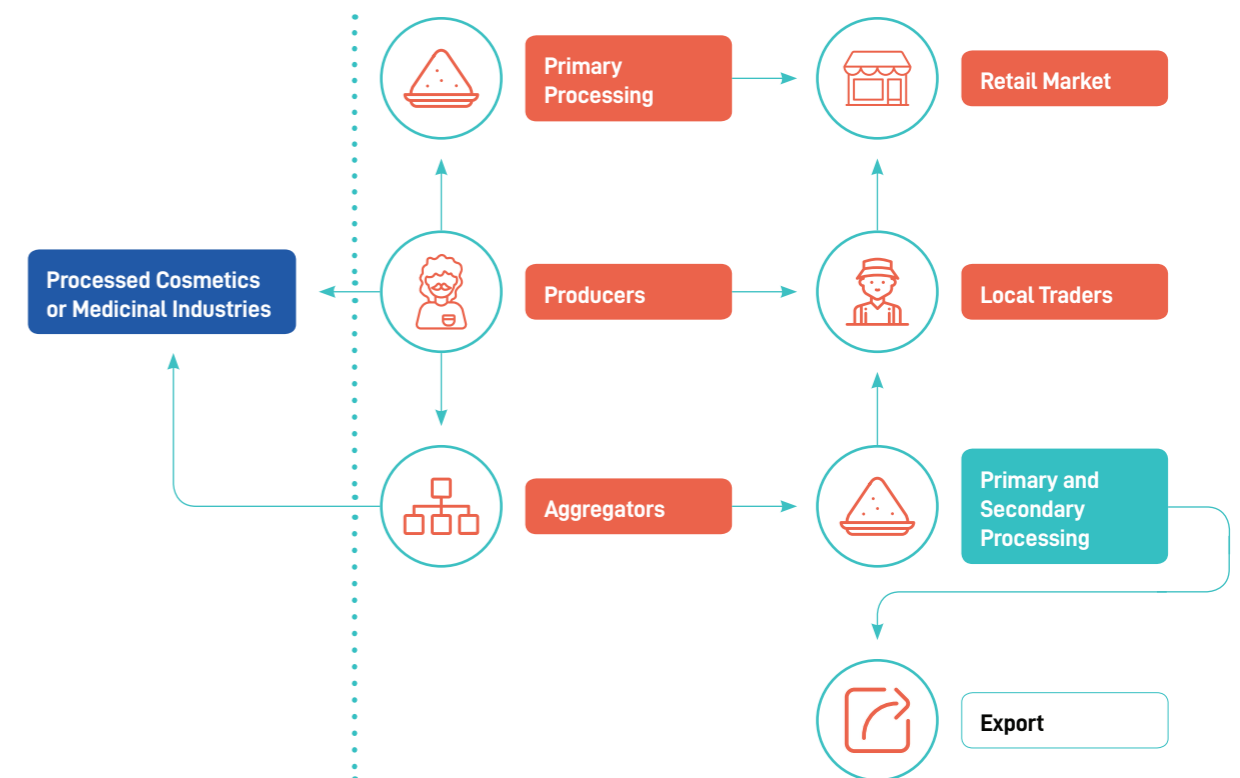 Primary
Processing
Retail Market
Processed Cosmetics
or Medicinal Industries
Producers
Local Traders
Aggregators
Primary and
Secondary
Processing
Export